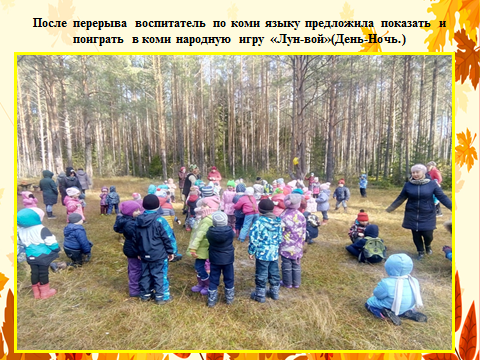 После перерыва воспитатель по коми языку предложила показать и
поиграть в коми народную игру «Лун-вой»(День-Ночь.)